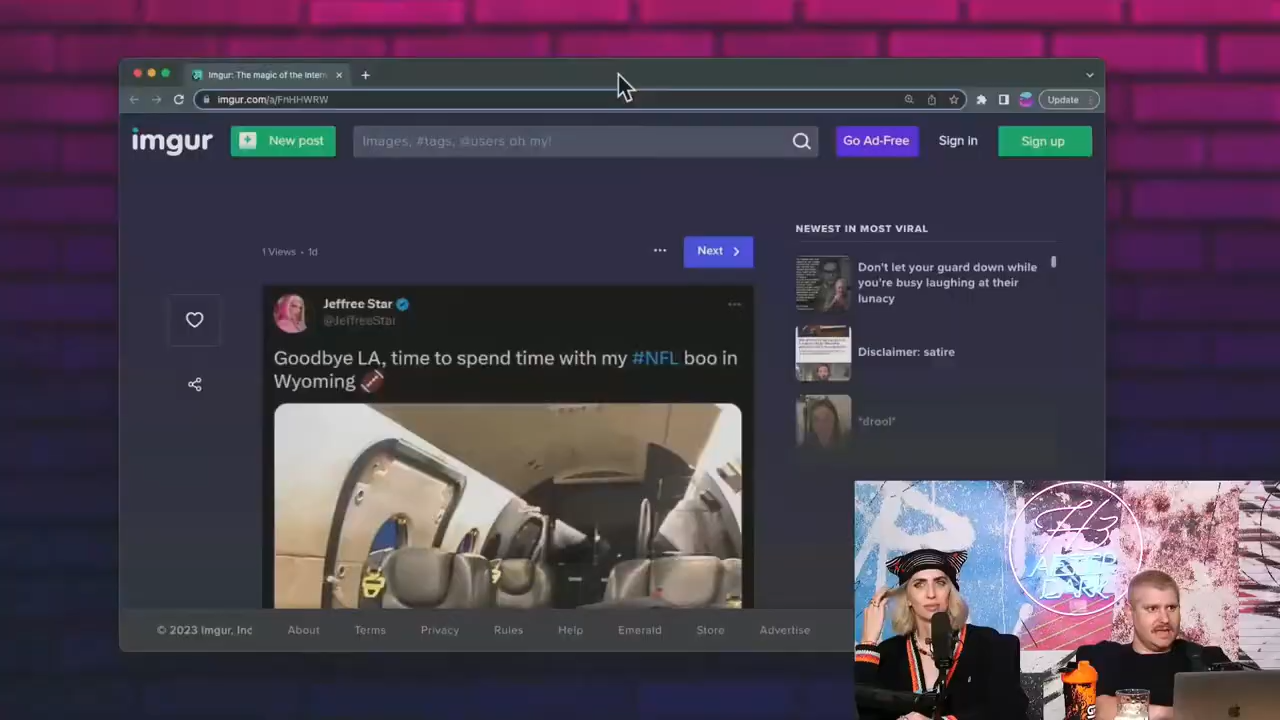 Imgur: The magic of the Intern
imgur.com/a/FnHHWRW
Update
imgur
New post
Images, #tags, @users oh my!
Go Ad-Free
Sign in
Sign up
1 Views • 1d
Next
NEWEST IN MOST VIRAL
Don't let your guard down while
you're busy laughing at their
lunacy
Disclaimer: satire
*drool*
Jeffree Star
@JeffreeStar
Goodbye LA, time to spend time with my #NFL boo in
Wyoming
© 2023 Imgur, Inc
About
Terms
Privacy
Rules
Help
Emerald
Store
Advertise
H3
AFTER
DARK